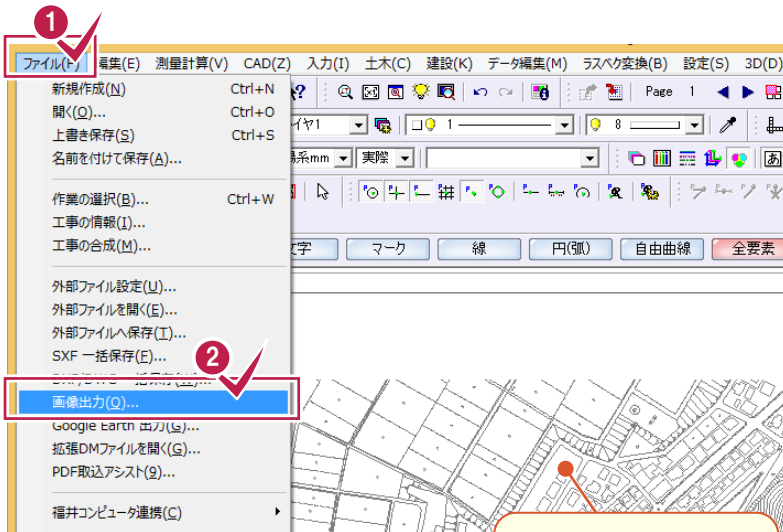 1
ファイル(F) 編集(E) 測量計算(V) CAD(Z) 入力(I) 土木(C) 建設(K) データ編集(M) ラスベク変換(B) 設定(S) 3D(D)
新規作成(N) Ctrl+N
Page 1
開く(O)... Ctrl+O
上書き保存(S) Ctrl+S
イヤ1 1 8
名前を付けて保存(A)...
系mm 実際 あ
作業の選択(B)... Ctrl+W
工事の情報(I)...
工事の合成(M)...
文字 マーク 線 円(弧) 自由曲線 全要素
外部ファイル設定(U)...
外部ファイルを開く(E)...
外部ファイルへ保存(T)...
SXF 一括保存(F)...
2
画像出力(Q)...
Google Earth 出力(G)...
拡張DMファイルを開く(G)...
PDF取込アシスト(9)...
福井コンピュータ連携(C)